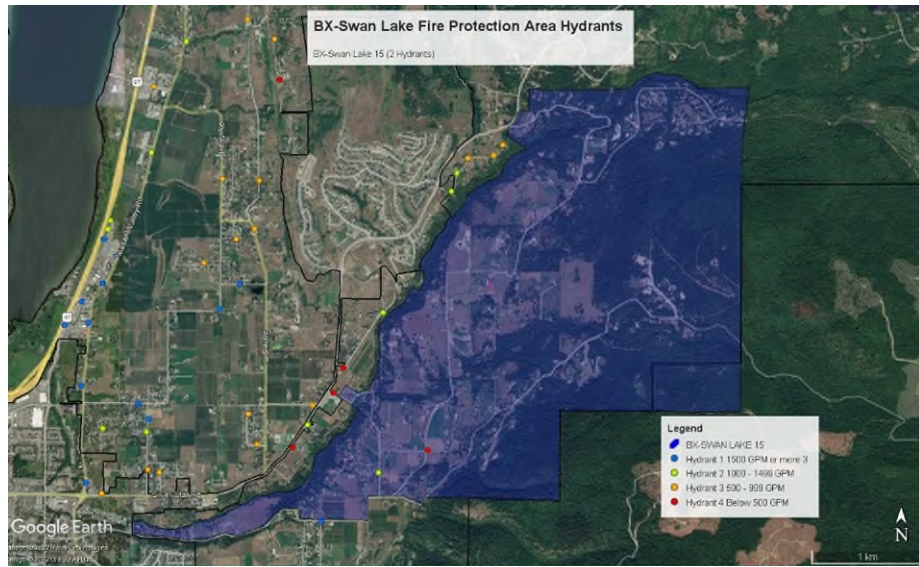 BX-Swan Lake Fire Protection Area Hydrants
BX-Swan Lake 15 (2 Hydrants)
97
97
Legend
BX-SWAN LAKE 15
Hydrant 1 1500 GPM or more 3
Hydrant 2 1000 - 1499 GPM
Hydrant 3 500 - 999 GPM
Hydrant 4 Below 500 GPM
Google Earth
N
1 km